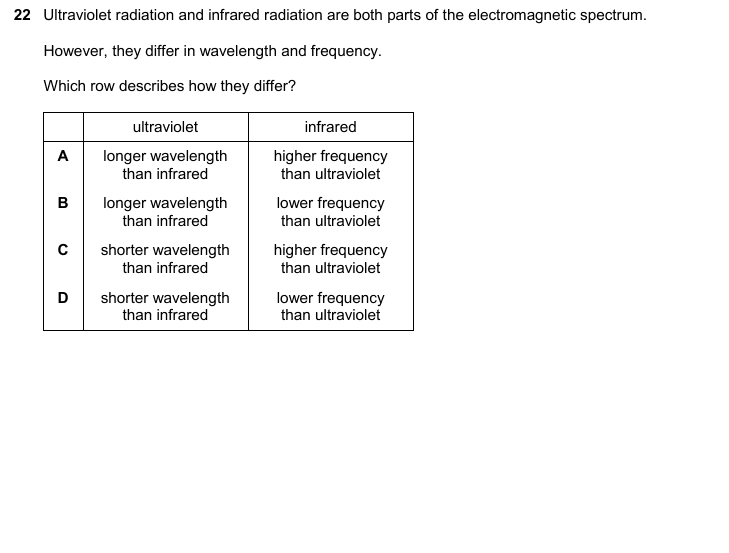 22 Ultraviolet radiation and infrared radiation are both parts of the electromagnetic spectrum.
However, they differ in wavelength and frequency.
Which row describes how they differ?
ultraviolet infrared
A longer wavelength higher frequency
than infrared than ultraviolet
B longer wavelength lower frequency
than infrared than ultraviolet
C shorter wavelength higher frequency
than infrared than ultraviolet
D shorter wavelength lower frequency
than infrared than ultraviolet